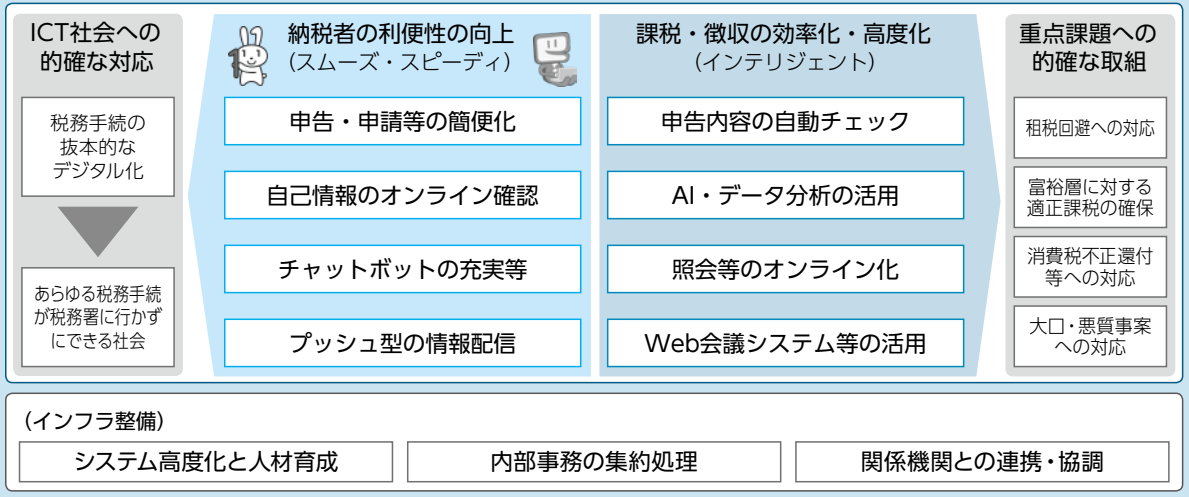 ICT社会への
的確な対応
税務手続の
抜本的な
デジタル化
あらゆる税務手続
が税務署に行かず
にできる社会
納税者の利便性の向上
（スムーズ・スピーディ）
申告・申請等の簡便化
自己情報のオンライン確認
チャットボットの充実等
プッシュ型の情報配信
課税・徴収の効率化・高度化
（インテリジェント）
申告内容の自動チェック
AI・データ分析の活用
照会等のオンライン化
Web会議システム等の活用
重点課題への
的確な取組
租税回避への対応
富裕層に対する
適正課税の確保
消費税不正還付
等への対応
大口・悪質事案
への対応
（インフラ整備）
システム高度化と人材育成
内部事務の集約処理
関係機関との連携・協調